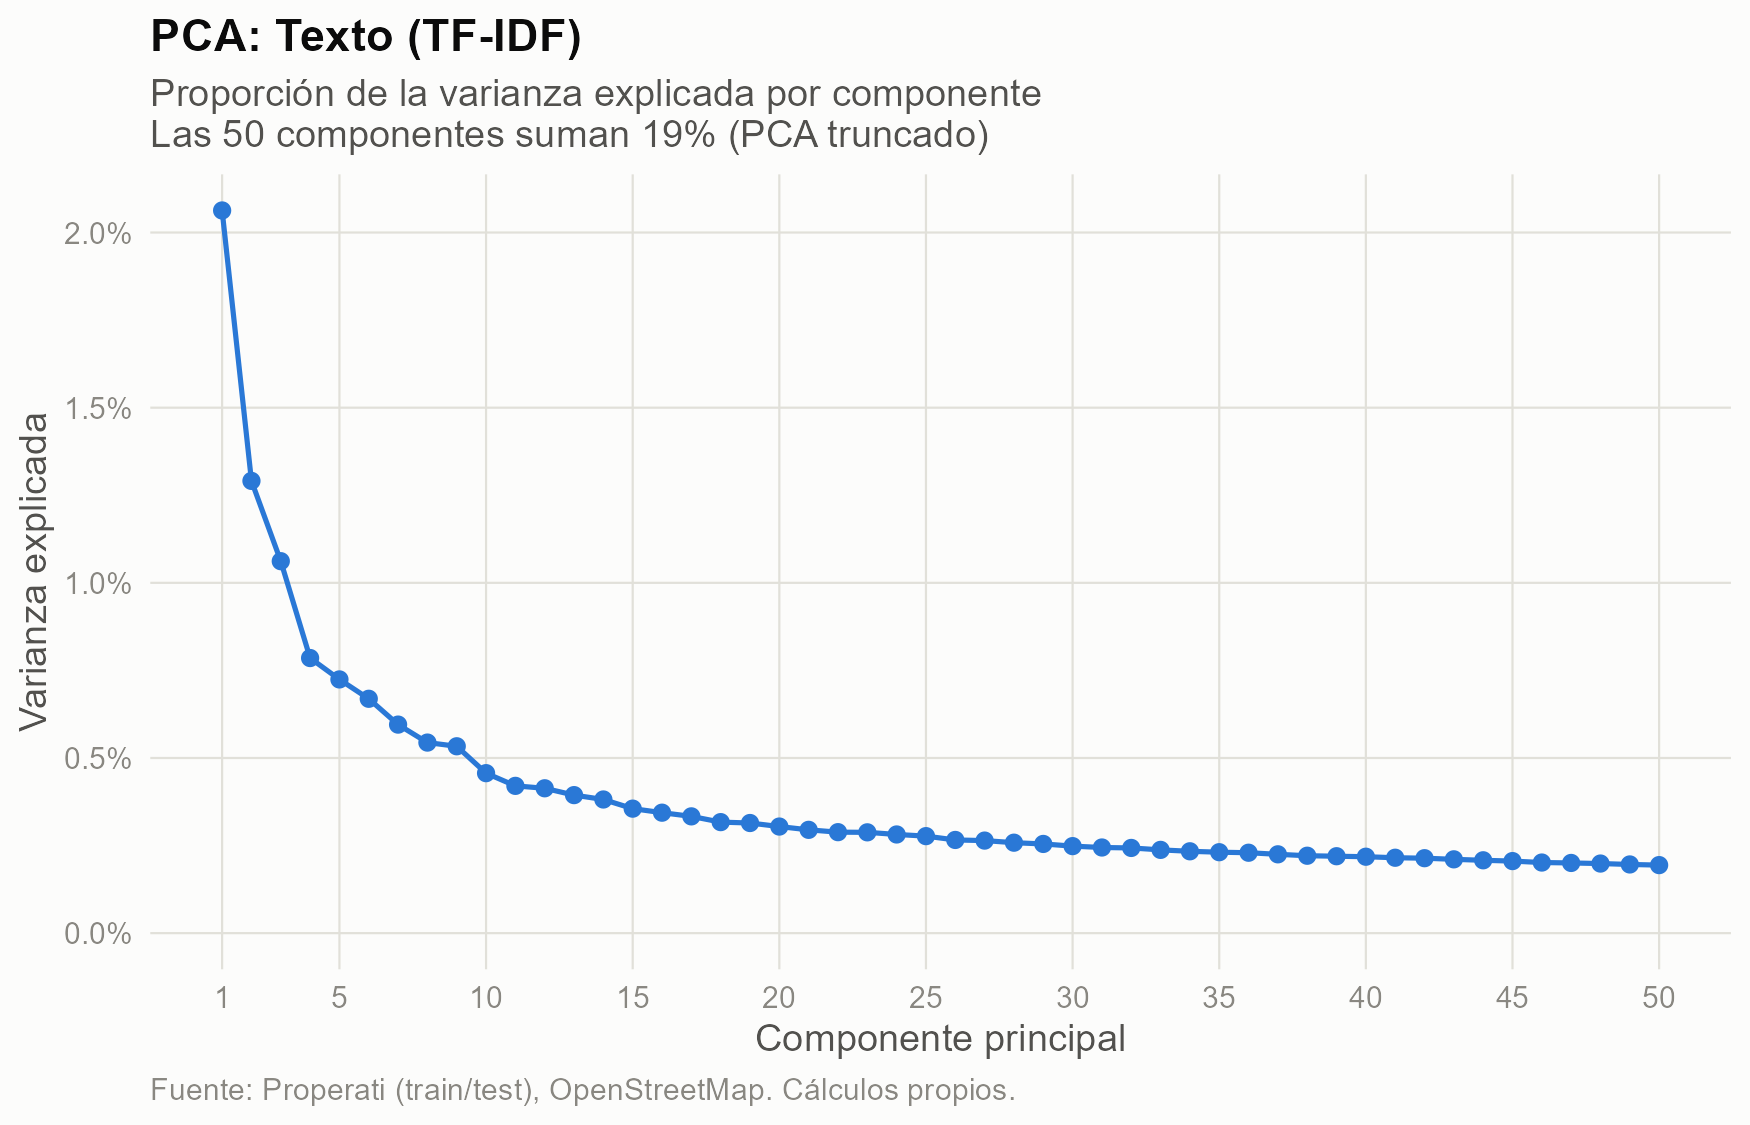 PCA: Texto (TF-IDF)
Proporción de la varianza explicada por componente
Las 50 componentes suman 19% (PCA truncado)
Varianza explicada
2.0%
1.5%
1.0%
0.5%
0.0%
1 5 10 15 20 25 30 35 40 45 50
Componente principal
Fuente: Properati (train/test), OpenStreetMap. Cálculos propios.